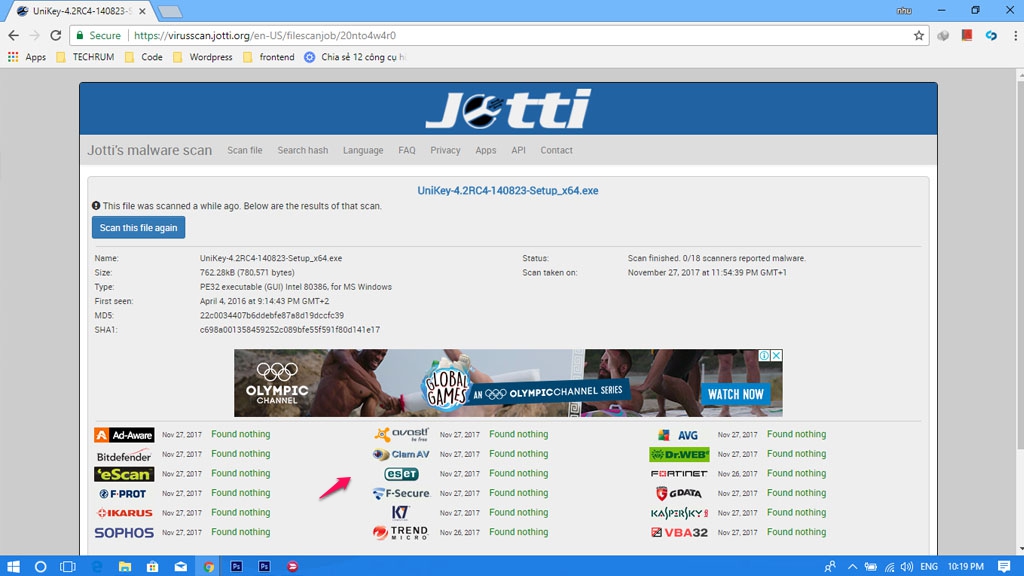 UniKey-4.2RC4-140823-S
nhu
Secure
https://virusscan.jotti.org/en-US/filescanjob/20nto4w4r0
Apps TECHRUM Code Wordpress frontend Chia sẻ 12 công cụ h
Jotti
Jotti's malware scan Scan file Search hash Language FAQ Privacy Apps API Contact
UniKey-4.2RC4-140823-Setup_x64.exe
This file was scanned a while ago. Below are the results of that scan.
Scan this file again
Name: UniKey-4.2RC4-140823-Setup_x64.exe Status: Scan finished. 0/18 scanners reported malware.
Size: 762.28kB (780,571 bytes) Scan taken on: November 27, 2017 at 11:54:39 PM GMT+1
Type: PE32 executable (GUI) Intel 80386, for MS Windows
First seen: April 4, 2016 at 9:14:43 PM GMT+2
MD5: 22c0034407b6ddebfe87a8d19dccfc39
SHA1: c698a001358459252c089bfe55f591f80d141e17
OLYMPIC
CHANNEL
GLOBAL
GAMES
AN OLYMPICCHANNEL SERIES
WATCH NOW
Ad-Aware Nov 27, 2017 Found nothing avast! be free Nov 27, 2017 Found nothing AVG Nov 27, 2017 Found nothing
Bitdefender Nov 27, 2017 Found nothing ClamAV Nov 27, 2017 Found nothing Dr.WEB Nov 27, 2017 Found nothing
eScan Nov 27, 2017 Found nothing eseT Nov 27, 2017 Found nothing FORTINET Nov 26, 2017 Found nothing
F-PROT Nov 27, 2017 Found nothing F-Secure Nov 27, 2017 Found nothing G DATA Nov 27, 2017 Found nothing
IKARUS Nov 27, 2017 Found nothing K7 Nov 27, 2017 Found nothing KASPERSKY Nov 27, 2017 Found nothing
SOPHOS Nov 27, 2017 Found nothing TREND MICRO Nov 26, 2017 Found nothing VBA32 Nov 27, 2017 Found nothing
ENG 10:19 PM